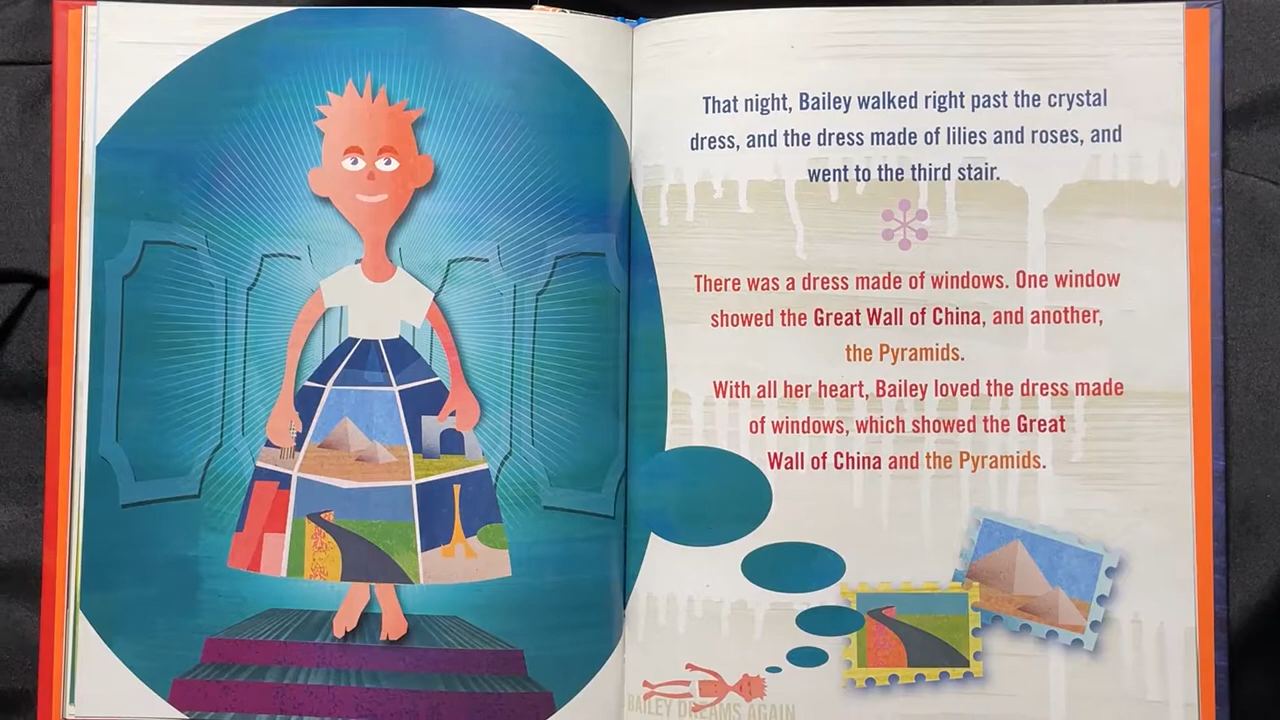 That night, Bailey walked right past the crystal
dress, and the dress made of lilies and roses, and
went to the third stair.
There was a dress made of windows. One window
showed the Great Wall of China, and another,
the Pyramids.
With all her heart, Bailey loved the dress made
of windows, which showed the Great
Wall of China and the Pyramids.
BAILEY DREAMS AGAIN